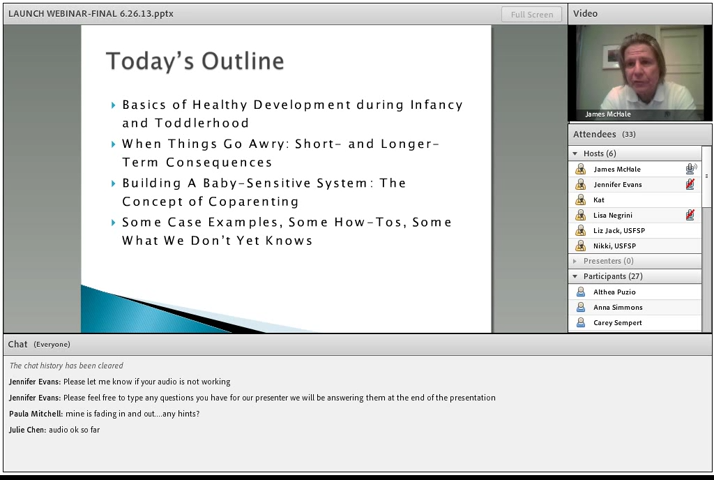 LAUNCH WEBINAR-FINAL 6.26.13.pptx
Full Screen
Today's Outline
Basics of Healthy Development during Infancy
and Toddlerhood
When Things Go Awry: Short- and Longer-
Term Consequences
Building A Baby-Sensitive System: The
Concept of Coparenting
Some Case Examples, Some How-Tos, Some
What We Don't Yet Knows
Video
James McHale
Attendees (33)
Hosts (6)
James McHale
Jennifer Evans
Kat
Lisa Negrini
Liz Jack, USFSP
Nikki, USFSP
Presenters (0)
Participants (27)
Althea Puzio
Anna Simmons
Carey Sempert
Chat (Everyone)
The chat history has been cleared
Jennifer Evans: Please let me know if your audio is not working
Jennifer Evans: Please feel free to type any questions you have for our presenter we will be answering them at the end of the presentation
Paula Mitchell: mine is fading in and out....any hints?
Julie Chen: audio ok so far